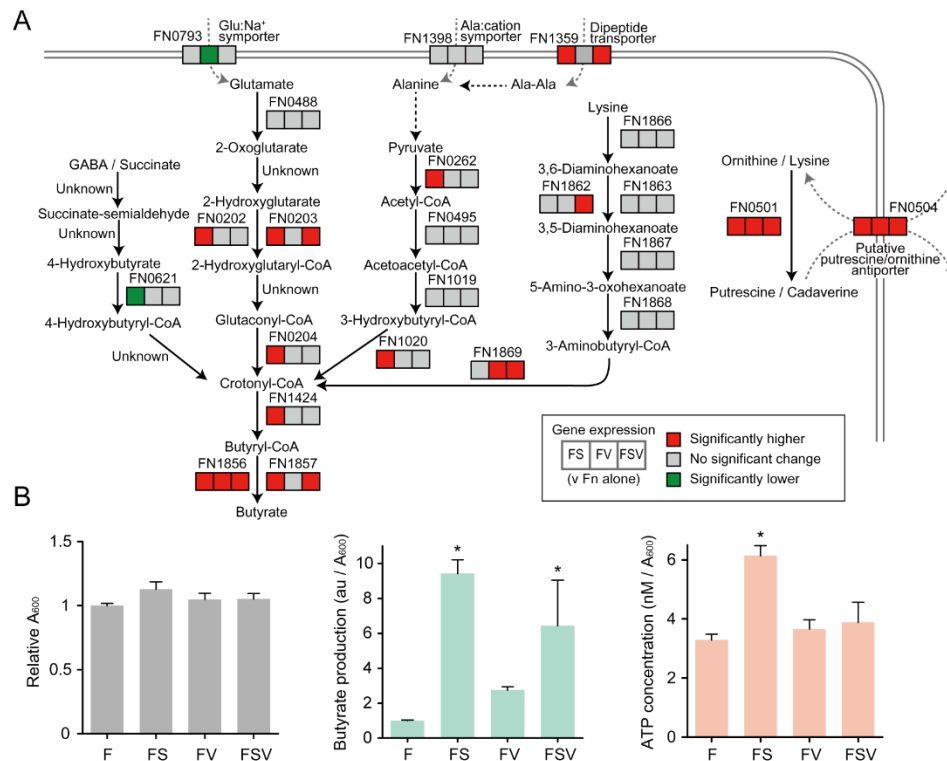 A
FN0793
Glu:Na+
symporter
FN1398
Ala:cation
symporter
FN1359
Dipeptide
transporter
Glutamate
Alanine
Ala-Ala
FN0488
Lysine
FN1866
2-Oxoglutarate
Pyruvate
FN0262
GABA / Succinate
Unknown
Unknown
3,6-Diaminohexanoate
Ornithine / Lysine
Succinate-semialdehyde
2-Hydroxyglutarate
Acetyl-CoA
FN1862
FN1863
FN0501
FN0504
Unknown
FN0202
FN0203
FN0495
3,5-Diaminohexanoate
Putative
putrescine/ornithine
antiporter
4-Hydroxybutyrate
2-Hydroxyglutaryl-CoA
Acetoacetyl-CoA
FN1867
FN0621
Unknown
FN1019
5-Amino-3-oxohexanoate
Putrescine / Cadaverine
FN1868
4-Hydroxybutyryl-CoA
Glutaconyl-CoA
3-Hydroxybutyryl-CoA
Unknown
FN0204
FN1020
FN1869
3-Aminobutyryl-CoA
Crotonyl-CoA
FN1424
Butyryl-CoA
FN1856
FN1857
Butyrate
Gene expression
FS FV FSV
(v Fn alone)
Significantly higher
No significant change
Significantly lower
B
Relative A600
1.5
1
0.5
0
F FS FV FSV
Butyrate production (au / A600)
10
8
6
4
2
0
*
*
F FS FV FSV
ATP concentration (nM / A600)
6
4
2
0
*
F FS FV FSV